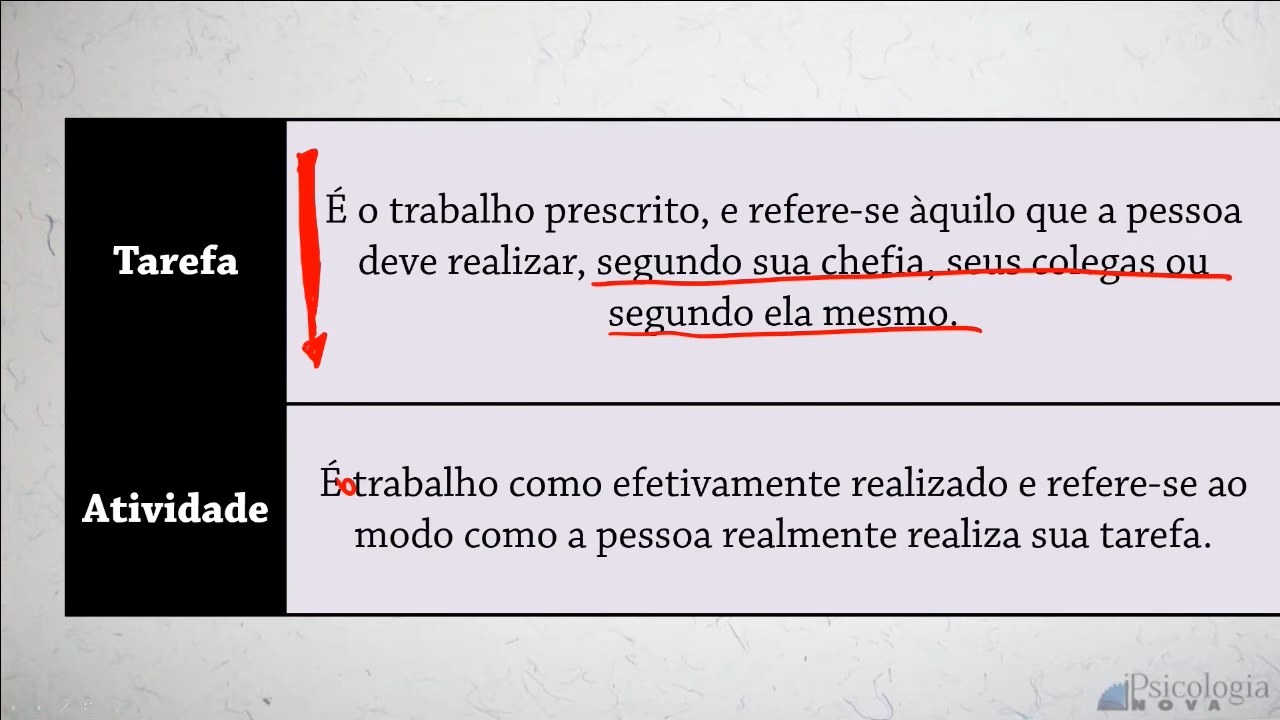 Tarefa
É o trabalho prescrito, e refere-se àquilo que a pessoa
deve realizar, segundo sua chefia, seus colegas ou
segundo ela mesmo.
Atividade
É o trabalho como efetivamente realizado e refere-se ao
modo como a pessoa realmente realiza sua tarefa.
Psicologia
NOVA